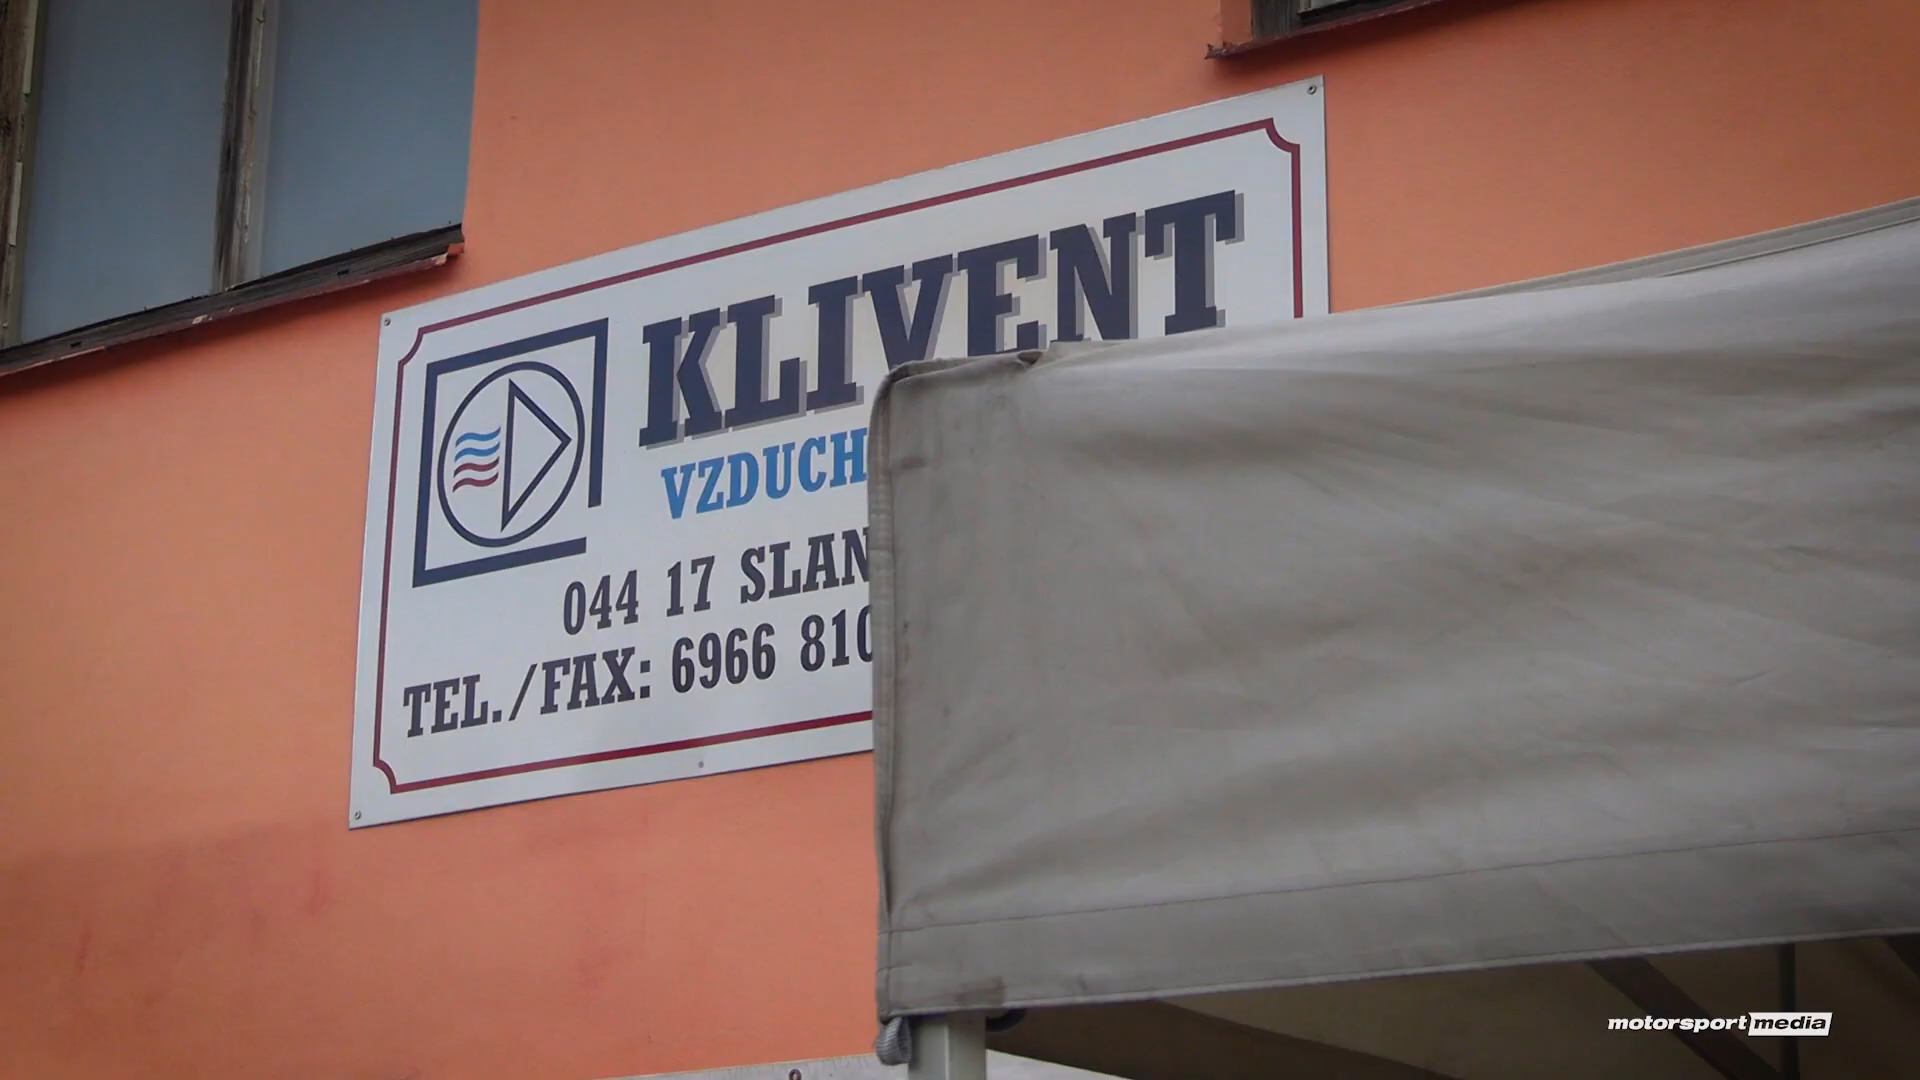 KLIVENT
VZDUCH
044 17 SLAN
TEL./FAX: 6966 810
motorsport media